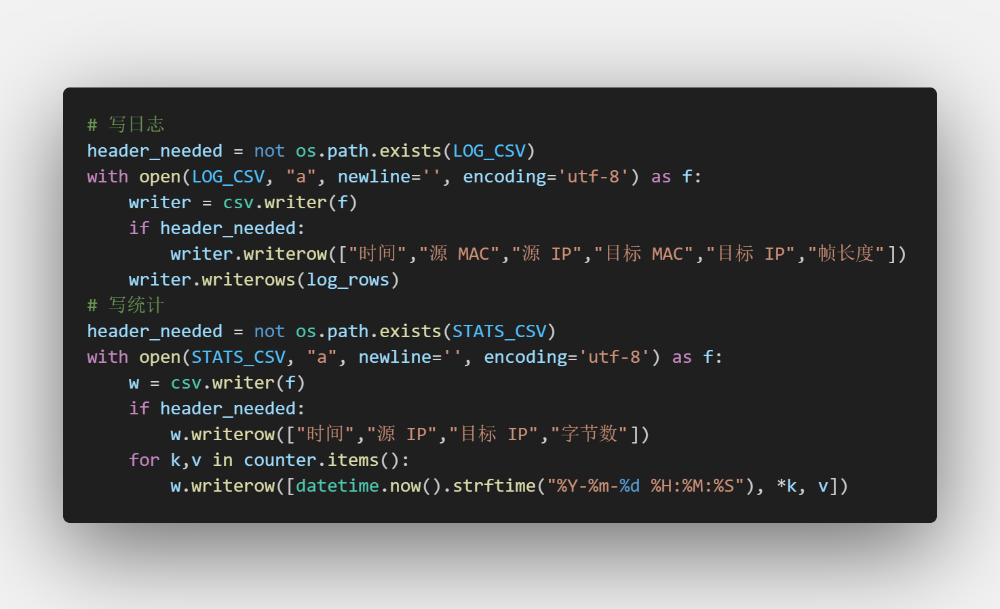 # 写日志
header_needed = not os.path.exists(LOG_CSV)
with open(LOG_CSV, "a", newline='', encoding='utf-8') as f:
    writer = csv.writer(f)
    if header_needed:
        writer.writerow(["时间","源 MAC","源 IP","目标 MAC","目标 IP","帧长度"])
    writer.writerows(log_rows)
# 写统计
header_needed = not os.path.exists(STATS_CSV)
with open(STATS_CSV, "a", newline='', encoding='utf-8') as f:
    w = csv.writer(f)
    if header_needed:
        w.writerow(["时间","源 IP","目标 IP","字节数"])
    for k,v in counter.items():
        w.writerow([datetime.now().strftime("%Y-%m-%d %H:%M:%S"), *k, v])